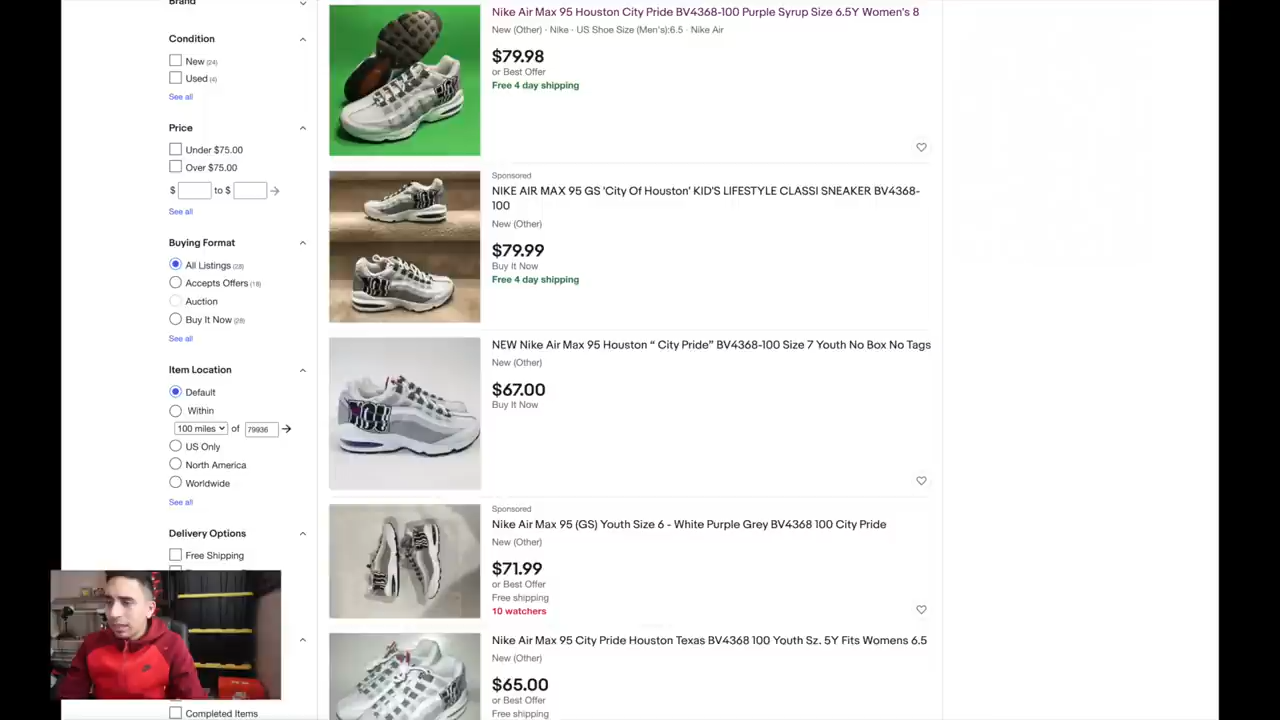 Brand
Condition
New (24)
Used (4)
See all
Price
Under $75.00
Over $75.00
$ to $
See all
Buying Format
All Listings (28)
Accepts Offers (18)
Auction
Buy It Now (28)
See all
Item Location
Default
Within
100 miles of 79936
US Only
North America
Worldwide
See all
Delivery Options
Free Shipping
Completed Items
Nike Air Max 95 Houston City Pride BV4368-100 Purple Syrup Size 6.5Y Women's 8
New (Other) · Nike · US Shoe Size (Men's):6.5 · Nike Air
$79.98
or Best Offer
Free 4 day shipping
Sponsored
NIKE AIR MAX 95 GS 'City Of Houston' KID'S LIFESTYLE CLASSI SNEAKER BV4368-
100
New (Other)
$79.99
Buy It Now
Free 4 day shipping
NEW Nike Air Max 95 Houston “ City Pride” BV4368-100 Size 7 Youth No Box No Tags
New (Other)
$67.00
Buy It Now
Sponsored
Nike Air Max 95 (GS) Youth Size 6 - White Purple Grey BV4368 100 City Pride
New (Other)
$71.99
or Best Offer
Free shipping
10 watchers
Nike Air Max 95 City Pride Houston Texas BV4368 100 Youth Sz. 5Y Fits Womens 6.5
New (Other)
$65.00
or Best Offer
Free shipping